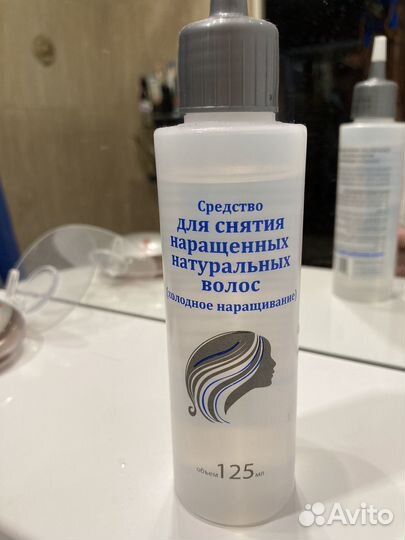 Средство
для снятия
наращенных
натуральных
волос
(холодное наращивание)
объем 125 мл
Avito